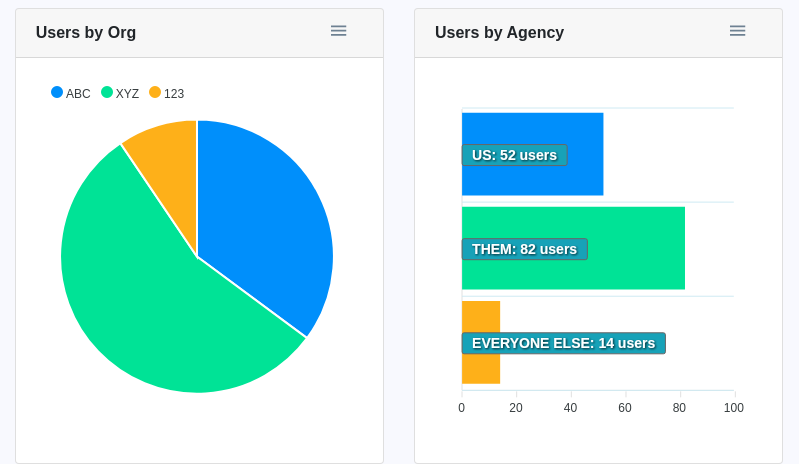 Users by Org
ABC XYZ 123
Users by Agency
US: 52 users
THEM: 82 users
EVERYONE ELSE: 14 users
0 20 40 60 80 100